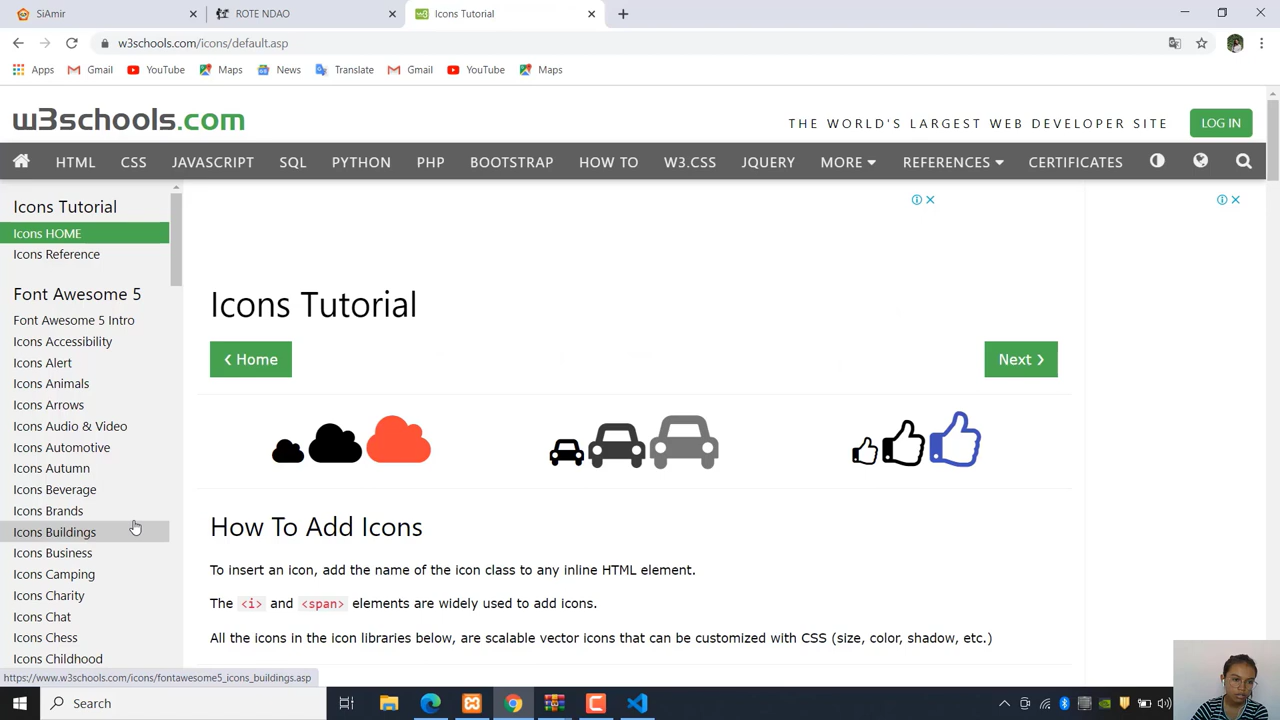 SiAmir
ROTE NDAO
Icons Tutorial
w3schools.com/icons/default.asp
Apps Gmail YouTube Maps News Translate Gmail YouTube Maps
w3schools.com
THE WORLD'S LARGEST WEB DEVELOPER SITE
LOG IN
HTML CSS JAVASCRIPT SQL PYTHON PHP BOOTSTRAP HOW TO W3.CSS JQUERY MORE REFERENCES CERTIFICATES
Icons Tutorial
Icons HOME
Icons Reference
Font Awesome 5
Font Awesome 5 Intro
Icons Accessibility
Icons Alert
Icons Animals
Icons Arrows
Icons Audio & Video
Icons Automotive
Icons Autumn
Icons Beverage
Icons Brands
Icons Buildings
Icons Business
Icons Camping
Icons Charity
Icons Chat
Icons Chess
Icons Childhood
Icons Tutorial
❮ Home
Next ❯
How To Add Icons
To insert an icon, add the name of the icon class to any inline HTML element.
The <i> and <span> elements are widely used to add icons.
All the icons in the icon libraries below, are scalable vector icons that can be customized with CSS (size, color, shadow, etc.)
https://www.w3schools.com/icons/fontawesome5_icons_buildings.asp
Search